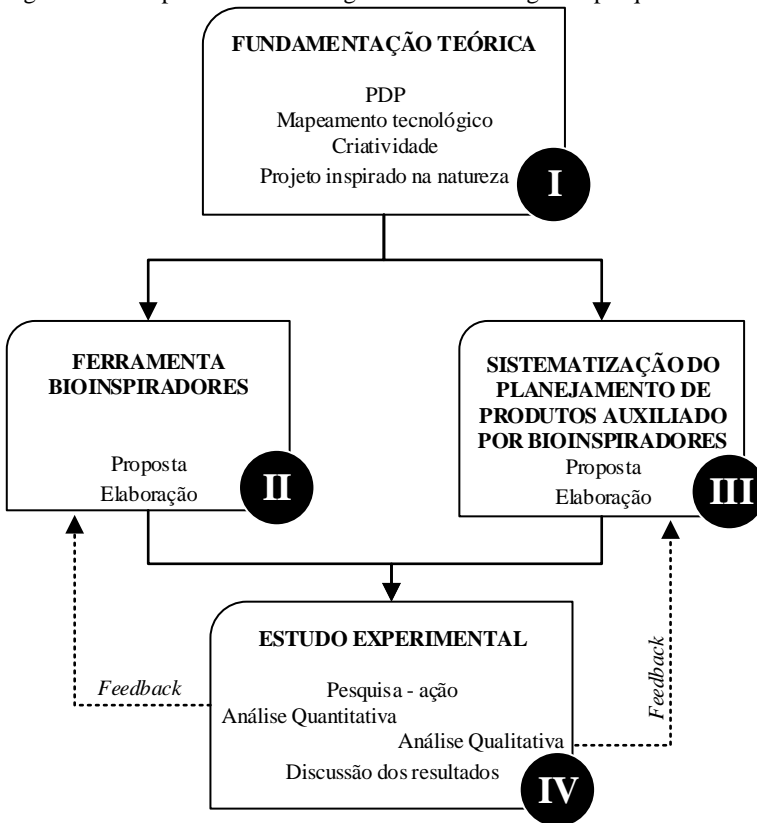 FUNDAMENTAÇÃO TEÓRICA
PDP
Mapeamento tecnológico
Criatividade
Projeto inspirado na natureza
I
FERRAMENTA
BIOINSPIRADORES
Proposta
Elaboração
II
SISTEMATIZAÇÃO DO
PLANEJAMENTO DE
PRODUTOS AUXILIADO
POR BIOINSPIRADORES
Proposta
Elaboração
III
ESTUDO EXPERIMENTAL
Pesquisa - ação
Análise Quantitativa
Análise Qualitativa
Discussão dos resultados
IV
Feedback
Feedback